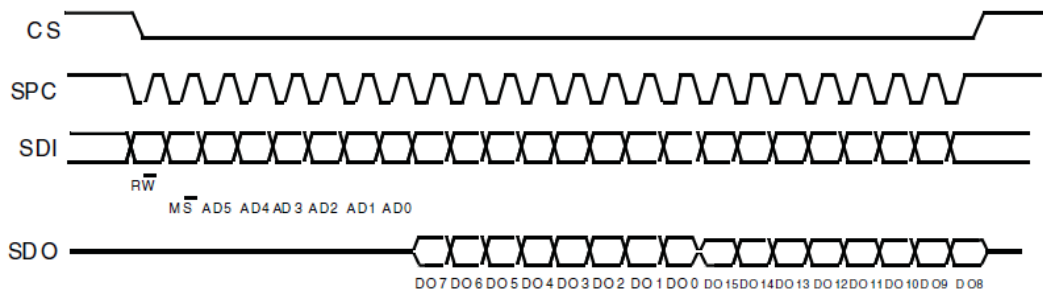 CS
SPC
SDI
RW
MS AD5 AD4 AD3 AD2 AD1 AD0
SDO
DO7 DO6 DO5 DO4 DO3 DO2 DO1 DO0 DO15 DO14 DO13 DO12 DO11 DO10 DO9 DO8